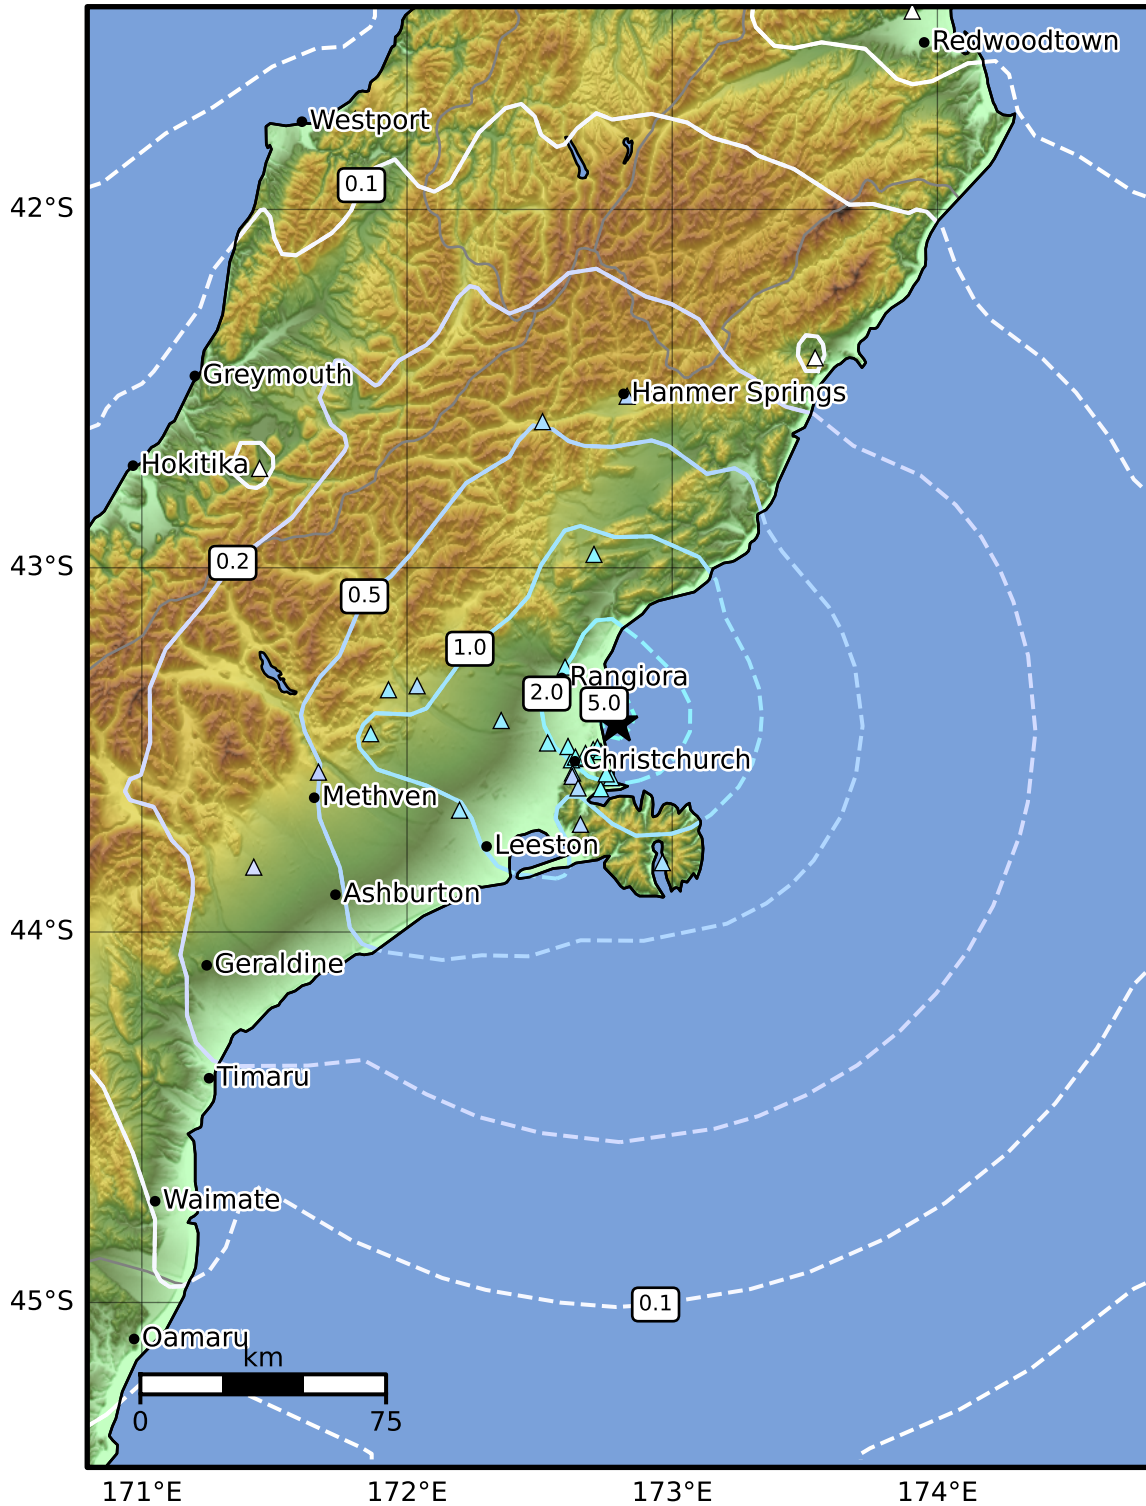 Redwoodtown
Westport
0.1
42°S
Greymouth
Hanmer Springs
Hokitika
0.2
43°S
0.5
1.0
Rangiora
2.0
5.0
Christchurch
Methven
Leeston
Ashburton
44°S
Geraldine
Timaru
Waimate
45°S
0.1
Oamaru
km
0
75
171°E
172°E
173°E
174°E